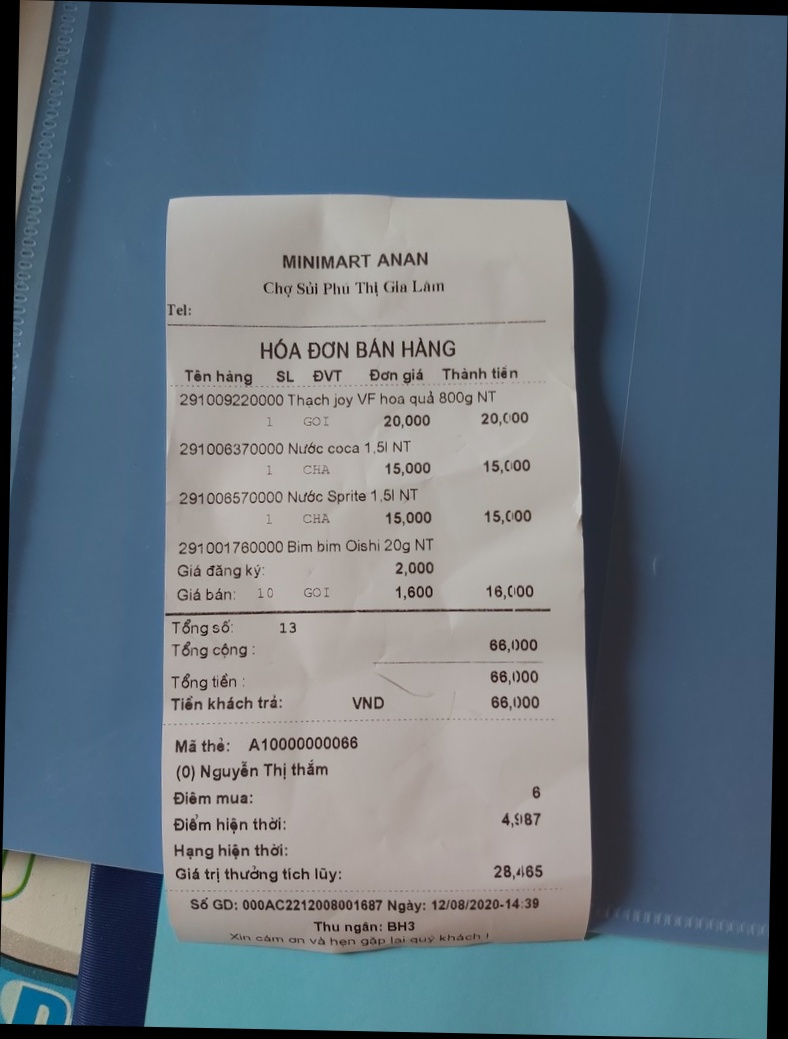 MINIMART ANAN
Chợ Sủi Phú Thị Gia Lâm
Tel:
HÓA ĐƠN BÁN HÀNG
Tên hàng SL ĐVT Đơn giá Thành tiền
291009220000 Thạch joy VF hoa quả 800g NT
1 GOI 20,000 20,000
291006370000 Nước coca 1,5l NT
1 CHA 15,000 15,000
291006570000 Nước Sprite 1,5l NT
1 CHA 15,000 15,000
291001760000 Bim bim Oishi 20g NT
Giá đăng ký: 2,000
Giá bán: 10 GOI 1,600 16,000
Tổng số: 13
Tổng cộng : 66,000
Tổng tiền : 66,000
Tiền khách trả: VND 66,000
Mã thẻ: A10000000066
(0) Nguyễn Thị thắm
Điểm mua: 6
Điểm hiện thời: 4,987
Hạng hiện thời:
Giá trị thưởng tích lũy: 28,465
Số GD: 000AC2212008001687 Ngày: 12/08/2020-14:39
Thu ngân: BH3
Xin cảm ơn và hẹn gặp lại quý khách !